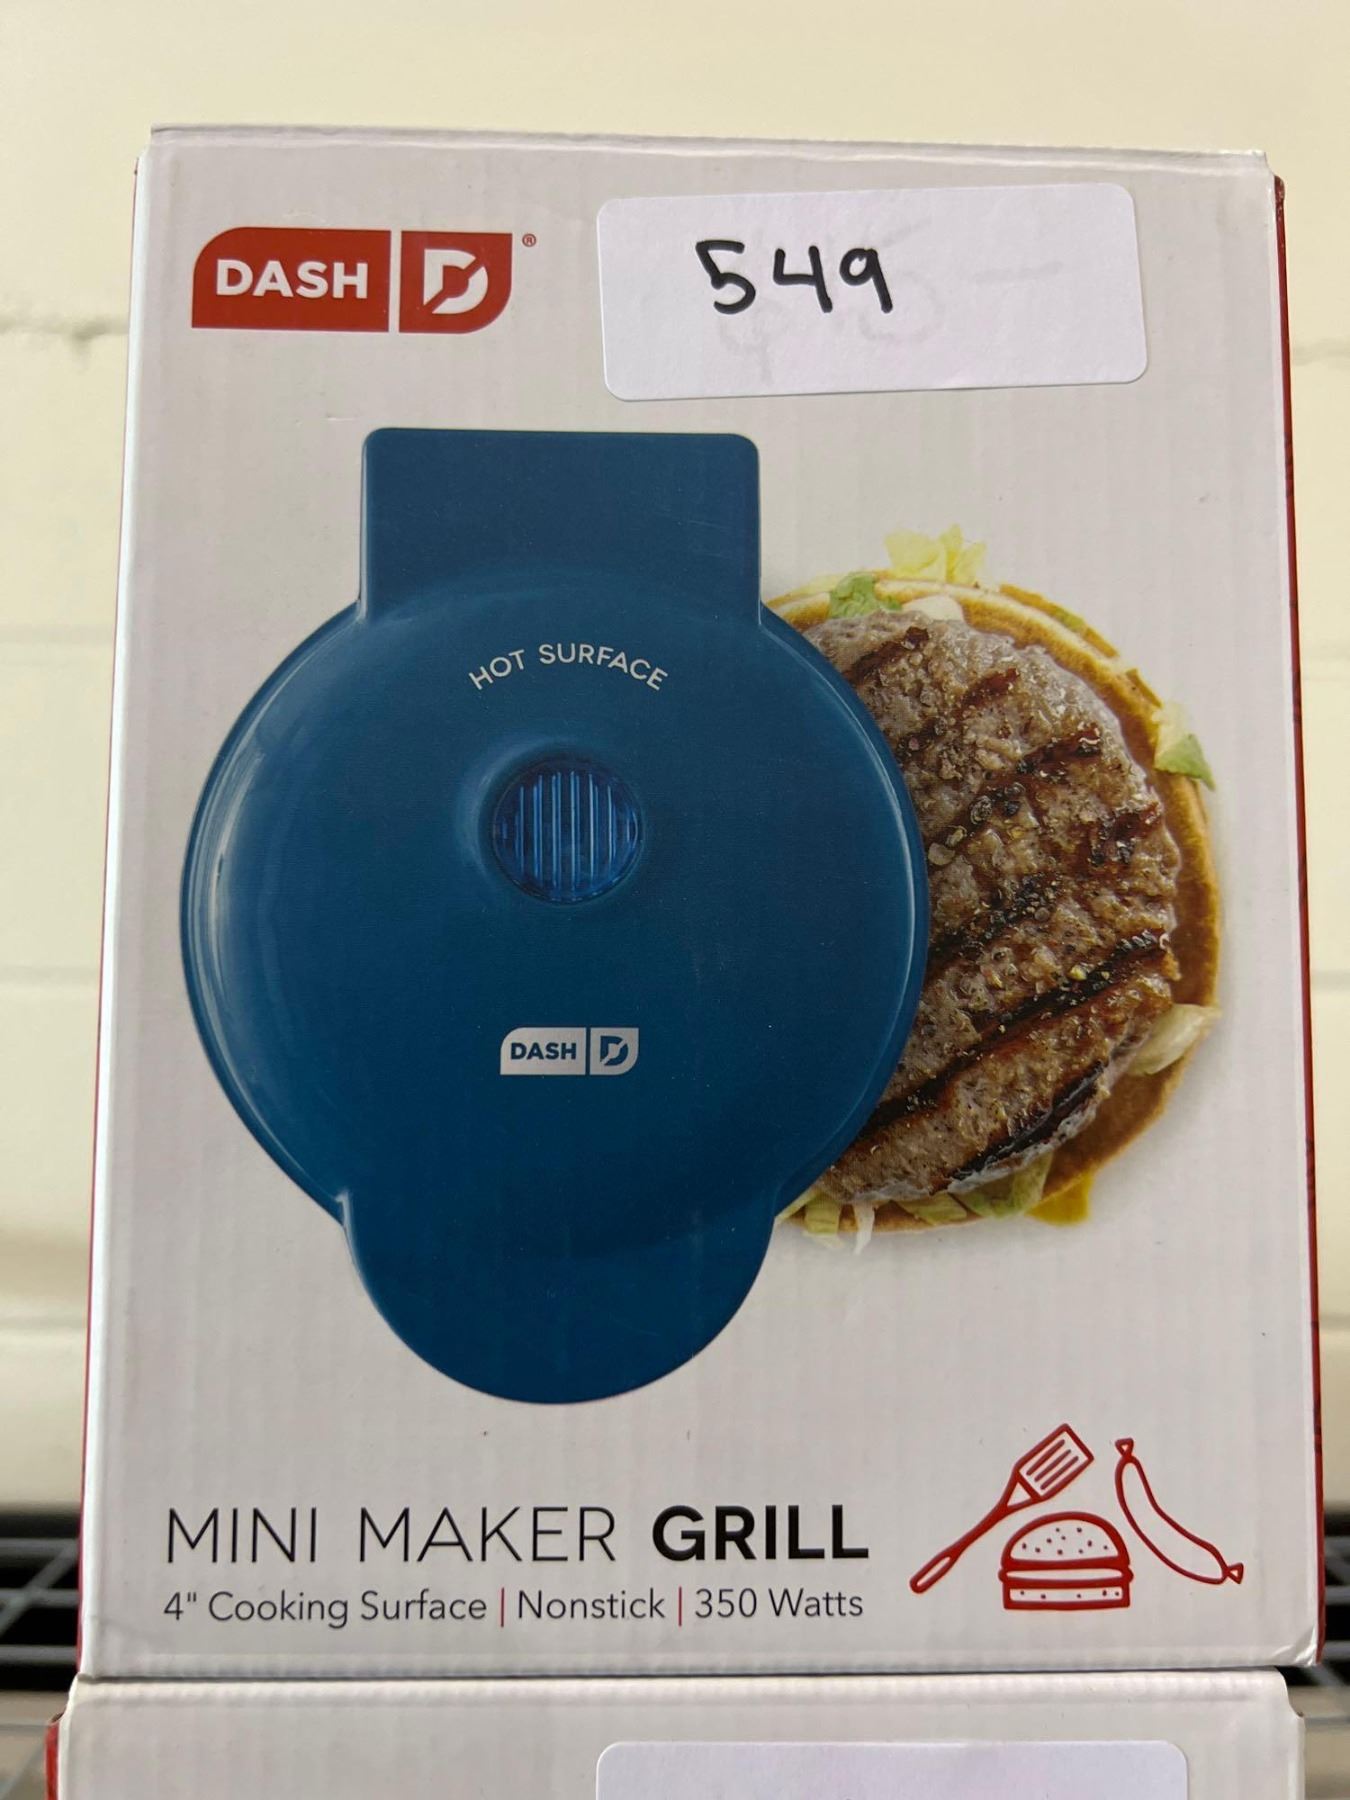 DASH D®
549
HOT SURFACE
DASH D
MINI MAKER GRILL
4" Cooking Surface | Nonstick | 350 Watts